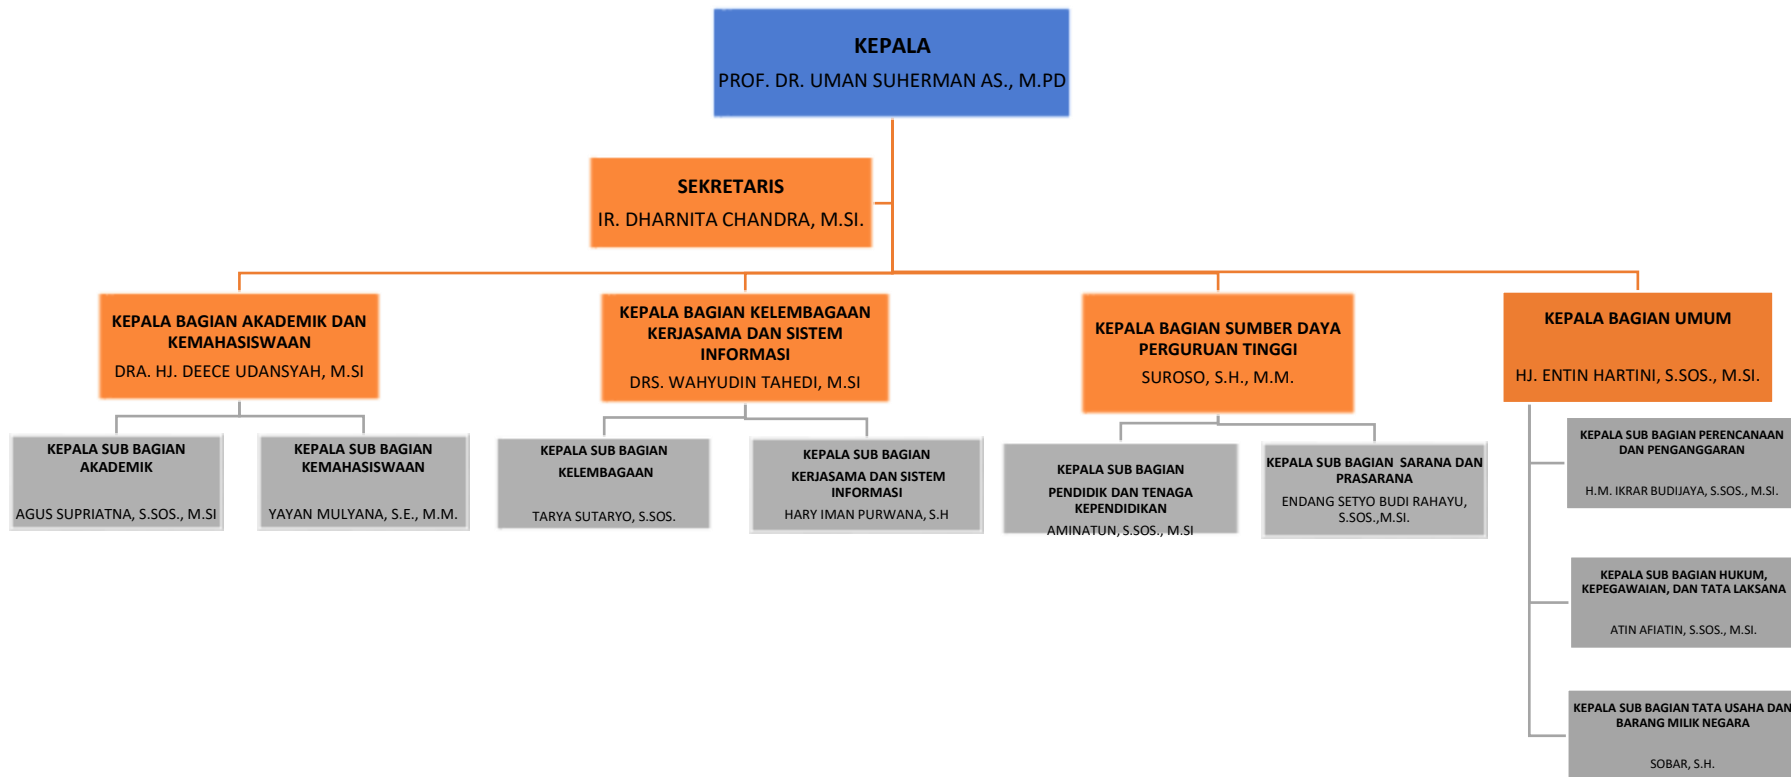 KEPALA
PROF. DR. UMAN SUHERMAN AS., M.PD
SEKRETARIS
IR. DHARNITA CHANDRA, M.SI.
KEPALA BAGIAN AKADEMIK DAN
KEMAHASISWAAN
DRA. HJ. DEECE UDANSYAH, M.SI
KEPALA BAGIAN KELEMBAGAAN
KERJASAMA DAN SISTEM
INFORMASI
DRS. WAHYUDIN TAHEDI, M.SI
KEPALA BAGIAN SUMBER DAYA
PERGURUAN TINGGI
SUROSO, S.H., M.M.
KEPALA BAGIAN UMUM
HJ. ENTIN HARTINI, S.SOS., M.SI.
KEPALA SUB BAGIAN
AKADEMIK
AGUS SUPRIATNA, S.SOS., M.SI
KEPALA SUB BAGIAN
KEMAHASISWAAN
YAYAN MULYANA, S.E., M.M.
KEPALA SUB BAGIAN
KELEMBAGAAN
TARYA SUTARYO, S.SOS.
KEPALA SUB BAGIAN
KERJASAMA DAN SISTEM
INFORMASI
HARY IMAN PURWANA, S.H
KEPALA SUB BAGIAN
PENDIDIK DAN TENAGA
KEPENDIDIKAN
AMINATUN, S.SOS., M.SI
KEPALA SUB BAGIAN  SARANA DAN
PRASARANA
ENDANG SETYO BUDI RAHAYU,
S.SOS.,M.SI.
KEPALA SUB BAGIAN PERENCANAAN
DAN PENGANGGARAN
H.M. IKRAR BUDIJAYA, S.SOS., M.SI.
KEPALA SUB BAGIAN HUKUM,
KEPEGAWAIAN, DAN TATA LAKSANA
ATIN AFIATIN, S.SOS., M.SI.
KEPALA SUB BAGIAN TATA USAHA DAN
BARANG MILIK NEGARA
SOBAR, S.H.